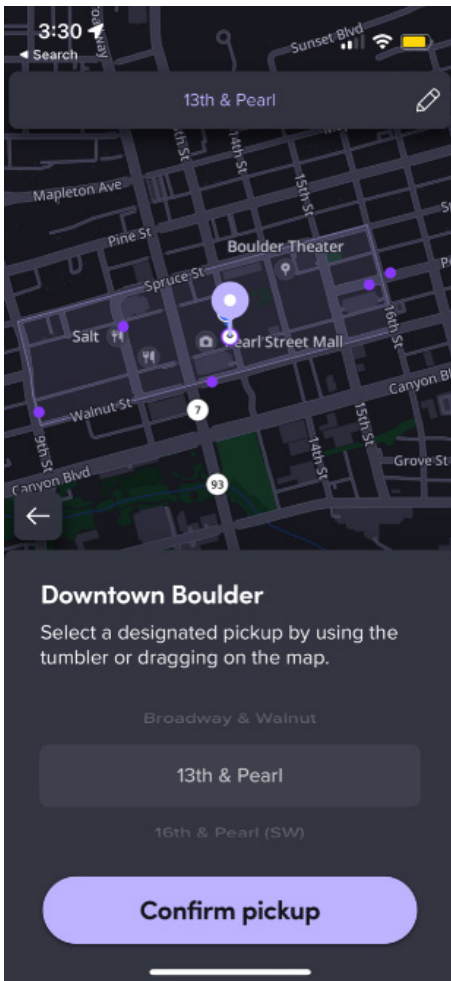 3:30
Search
Sunset Blvd
13th & Pearl
14th St
15th St
Mapleton Ave
Pine St
Boulder Theater
Spruce St
Salt
Pearl Street Mall
16th St
Canyon Bl
Walnut St
7
9th St
15th St
14th St
Grove St
Canyon Blvd
93
Downtown Boulder
Select a designated pickup by using the
tumbler or dragging on the map.
Broadway & Walnut
13th & Pearl
16th & Pearl (SW)
Confirm pickup